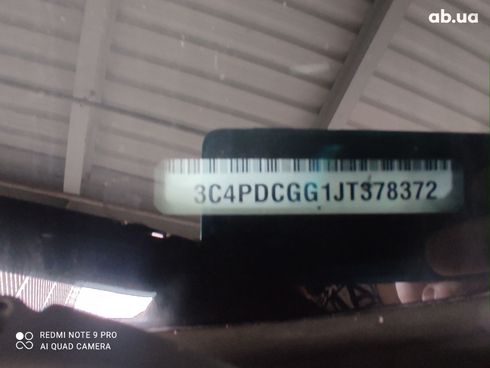 ab.ua
3C4PDCGG1JT378372
REDMI NOTE 9 PRO
AI QUAD CAMERA